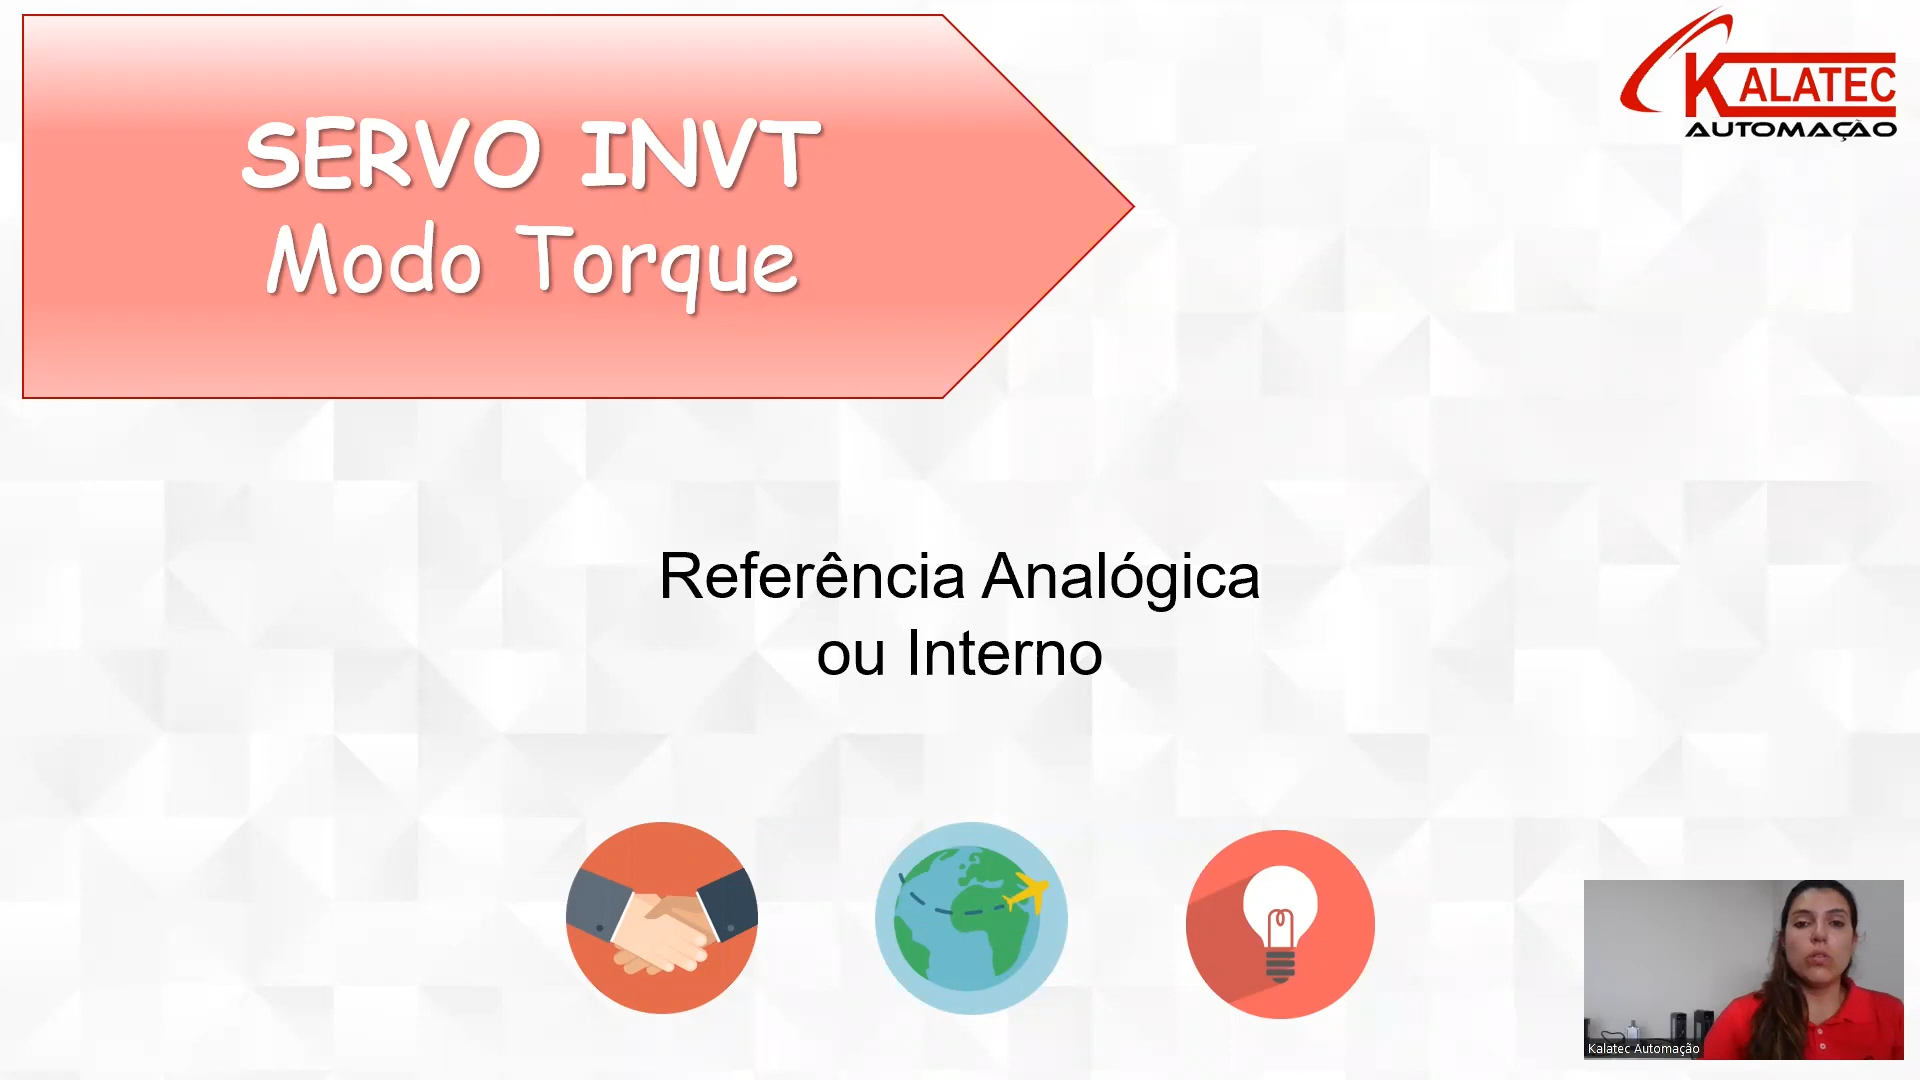 SERVO INVT
Modo Torque
KALATEC
AUTOMAÇÃO
Referência Analógica
ou Interno
Kalatec Automação